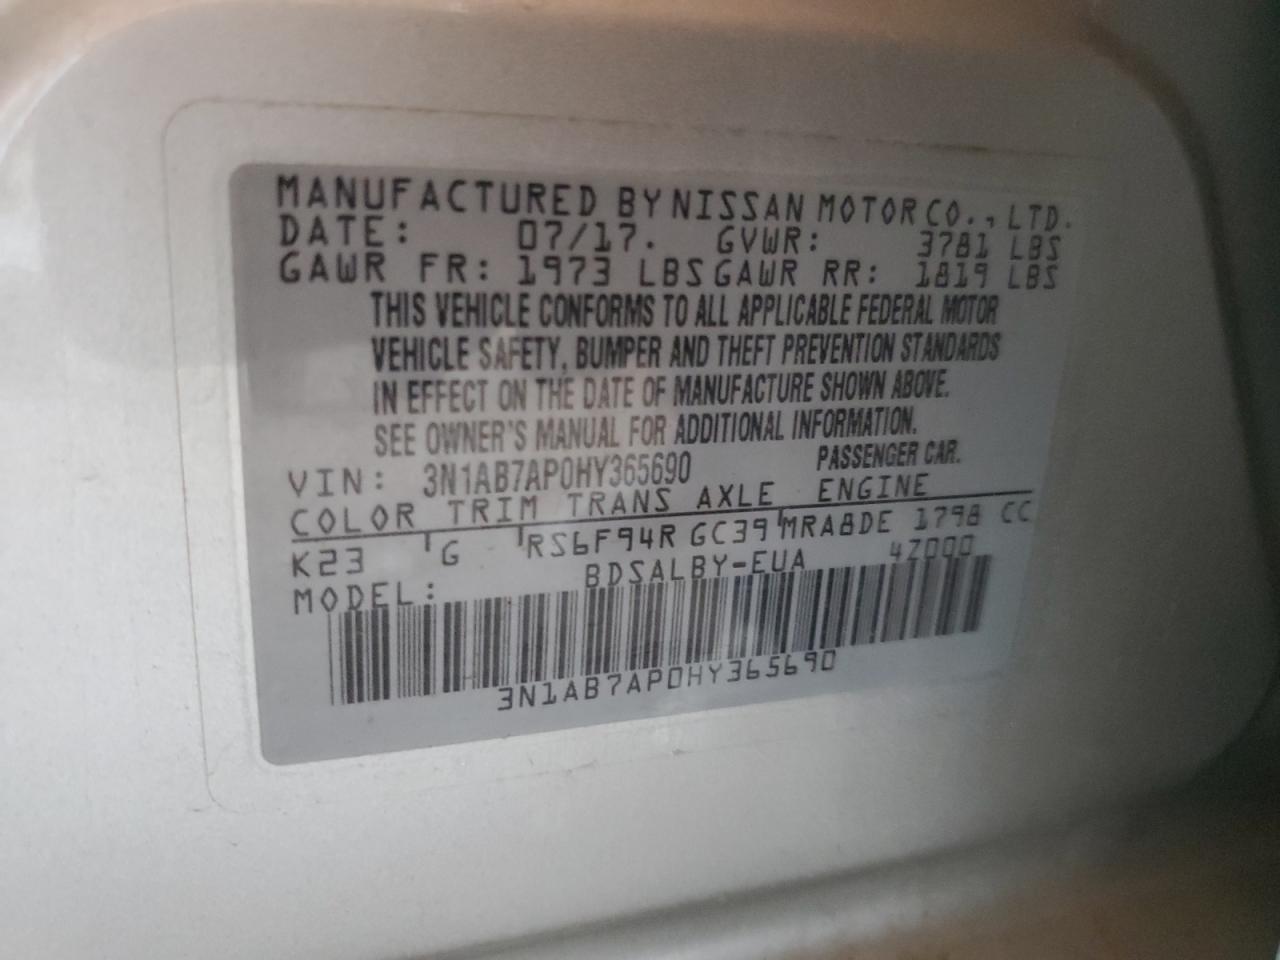 MANUFACTURED BY NISSAN MOTOR CO., LTD.
DATE: 07/17. GVWR: 3781 LBS
GAWR FR: 1973 LBS GAWR RR: 1819 LBS
THIS VEHICLE CONFORMS TO ALL APPLICABLE FEDERAL MOTOR
VEHICLE SAFETY, BUMPER AND THEFT PREVENTION STANDARDS
IN EFFECT ON THE DATE OF MANUFACTURE SHOWN ABOVE.
SEE OWNER'S MANUAL FOR ADDITIONAL INFORMATION.
VIN: 3N1AB7AP0HY365690 PASSENGER CAR.
COLOR TRIM TRANS AXLE ENGINE
K23 G RS6F94R GC39 MRA8DE 1798 CC
MODEL: BDSALBY-EUA 4Z000
3N1AB7AP0HY365690